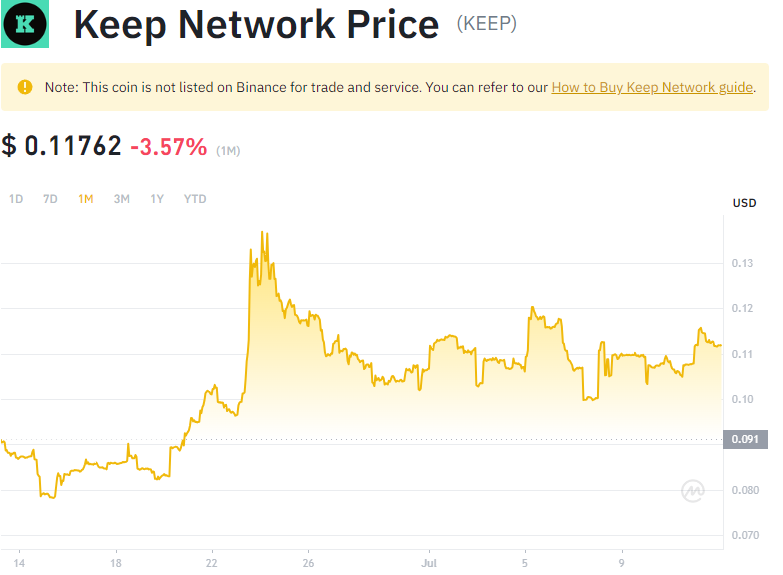 Keep Network Price (KEEP)
Note: This coin is not listed on Binance for trade and service. You can refer to our How to Buy Keep Network guide.
$ 0.11762 -3.57% (1M)
1D 7D 1M 3M 1Y YTD
USD
0.13
0.12
0.11
0.10
0.091
0.080
0.070
14 18 22 26 Jul 5 9